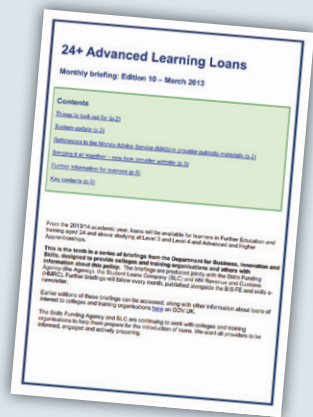 24+ Advanced Learning Loans
Monthly briefing: Edition 10 – March 2013
Contents
Things to look out for (p.2)
System update (p.2)
References to the Money Advice Service (MAS) in provider publicity materials (p.2)
Bringing it all together – new look provider website (p.3)
Further information for learners (p.5)
Key contacts (p.5)
From the 2013/14 academic year, loans will be available for learners in Further Education and
training aged 24 and above studying at Level 3 and Level 4 and Advanced and Higher
Apprenticeships.
This is the tenth in a series of briefings from the Department for Business, Innovation and
Skills, designed to provide colleges and training organisations and others with
information about this policy. The briefings are produced jointly with the Skills Funding
Agency (the Agency), the Student Loans Company (SLC) and HM Revenue and Customs
(HMRC). Further briefings will follow every month, published alongside the BIS FE and skills e-
newsletter.
Earlier editions of these briefings can be accessed, along with other information about loans of
interest to colleges and training organisations here on GOV.UK.
The Skills Funding Agency and SLC are continuing to work with colleges and training
organisations to help them prepare for the introduction of loans. We want all providers to be
informed, engaged and actively preparing.